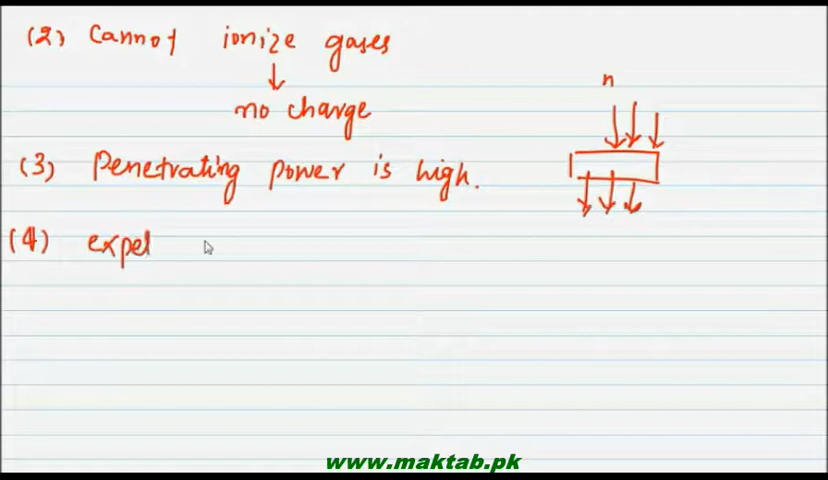 (2) Cannot ionize gases
no charge
n
(3) Penetrating power is high.
(4) expel
www.maktab.pk